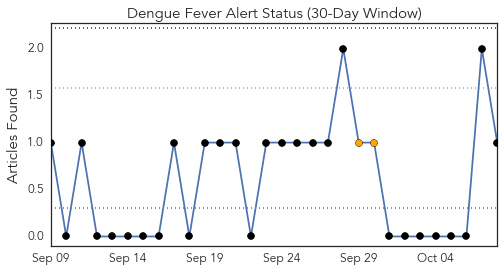 Dengue Fever Alert Status (30-Day Window)
Articles Found
2.0
1.5
1.0
0.5
0.0
Sep 09 Sep 14 Sep 19 Sep 24 Sep 29 Oct 04